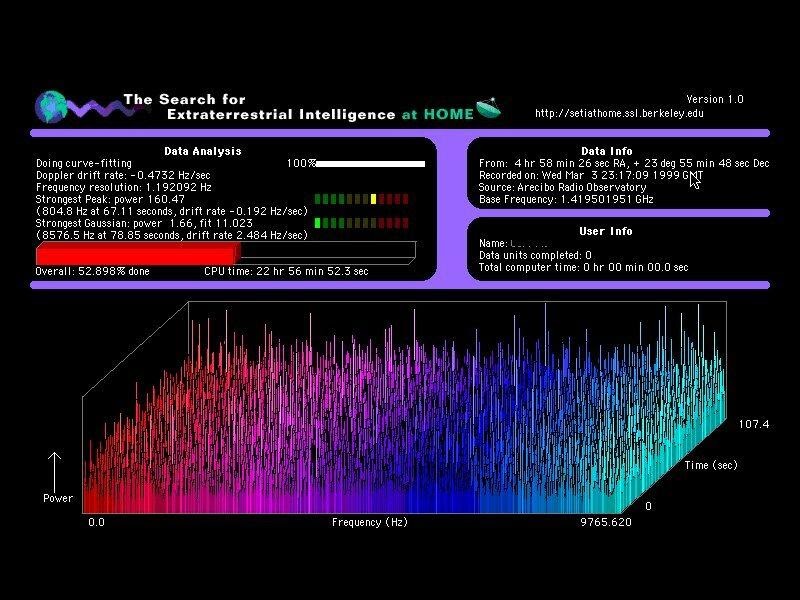 The Search for
Extraterrestrial Intelligence at HOME
Version 1.0
http://setiathome.ssl.berkeley.edu
Data Analysis
Doing curve-fitting 100%
Doppler drift rate: -0.4732 Hz/sec
Frequency resolution: 1.192092 Hz
Strongest Peak: power 160.47
(804.8 Hz at 67.11 seconds, drift rate -0.192 Hz/sec)
Strongest Gaussian: power 1.66, fit 11.023
(8576.5 Hz at 78.85 seconds, drift rate 2.484 Hz/sec)
Overall: 52.898% done CPU time: 22 hr 56 min 52.3 sec
Data Info
From: 4 hr 58 min 26 sec RA, + 23 deg 55 min 48 sec Dec
Recorded on: Wed Mar 3 23:17:09 1999 GMT
Source: Arecibo Radio Observatory
Base Frequency: 1.419501951 GHz
User Info
Name:
Data units completed: 0
Total computer time: 0 hr 00 min 00.0 sec
107.4
Time (sec)
Power
0
0.0 Frequency (Hz) 9765.620